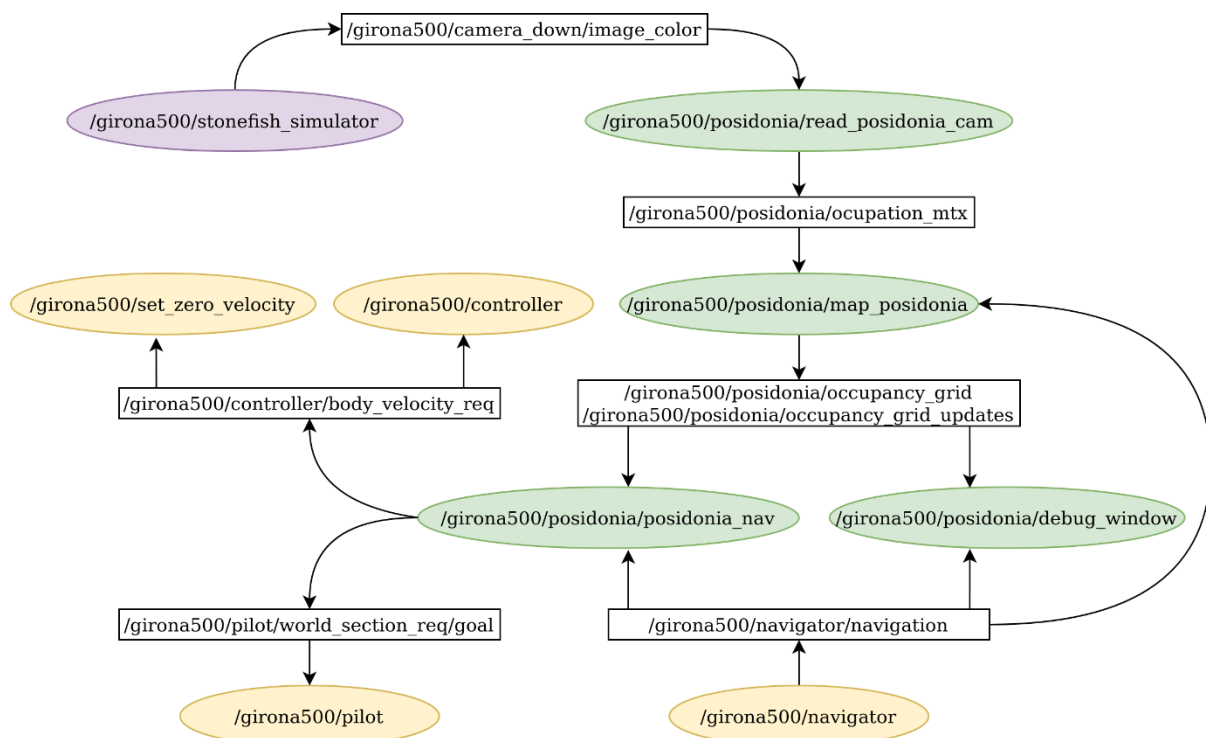 /girona500/camera_down/image_color
/girona500/stonefish_simulator
/girona500/posidonia/read_posidonia_cam
/girona500/posidonia/ocupation_mtx
/girona500/set_zero_velocity
/girona500/controller
/girona500/posidonia/map_posidonia
/girona500/controller/body_velocity_req
/girona500/posidonia/occupancy_grid
/girona500/posidonia/occupancy_grid_updates
/girona500/posidonia/posidonia_nav
/girona500/posidonia/debug_window
/girona500/pilot/world_section_req/goal
/girona500/navigator/navigation
/girona500/pilot
/girona500/navigator